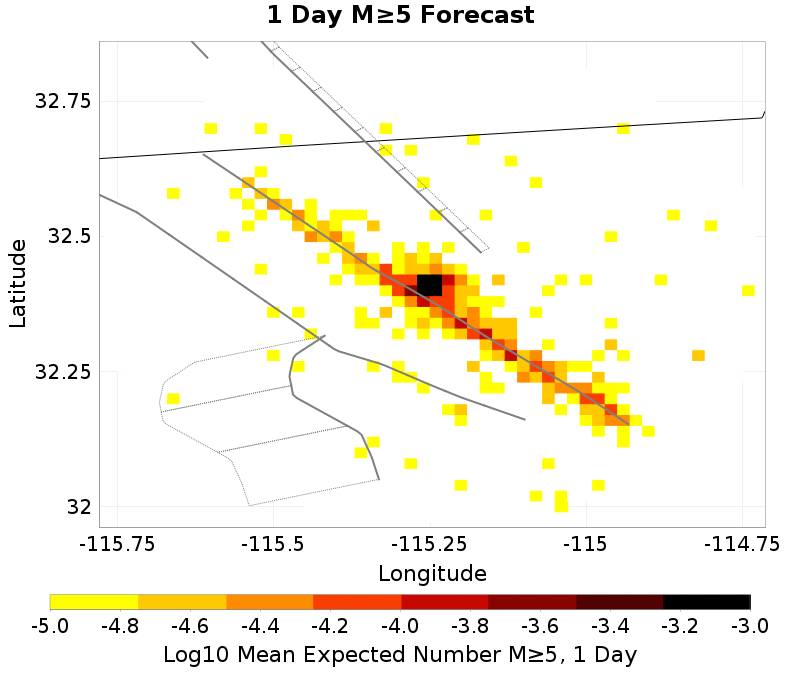 1 Day M≥5 Forecast
32.75
32.5
32.25
32
Latitude
-115.75 -115.5 -115.25 -115 -114.75
Longitude
-5.0 -4.8 -4.6 -4.4 -4.2 -4.0 -3.8 -3.6 -3.4 -3.2 -3.0
Log10 Mean Expected Number M≥5, 1 Day